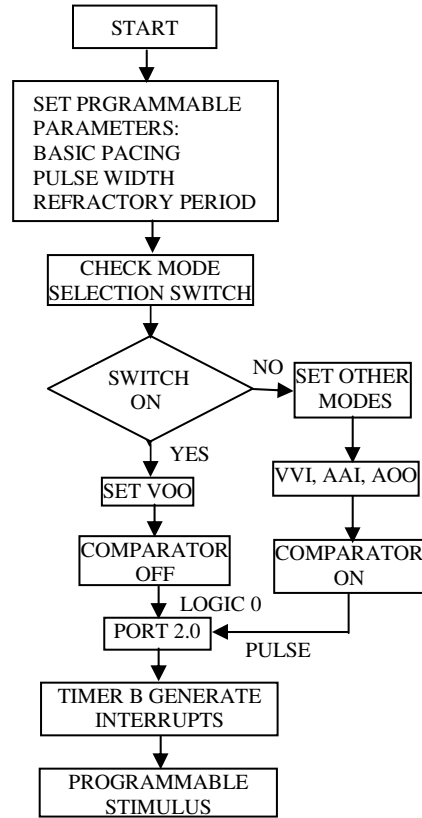 START
SET PRGRAMMABLE
PARAMETERS:
BASIC PACING
PULSE WIDTH
REFRACTORY PERIOD
CHECK MODE
SELECTION SWITCH
SWITCH
ON
NO
SET OTHER
MODES
YES
SET VOO
VVI, AAI, AOO
COMPARATOR
OFF
COMPARATOR
ON
LOGIC 0
PORT 2.0
PULSE
TIMER B GENERATE
INTERRUPTS
PROGRAMMABLE
STIMULUS